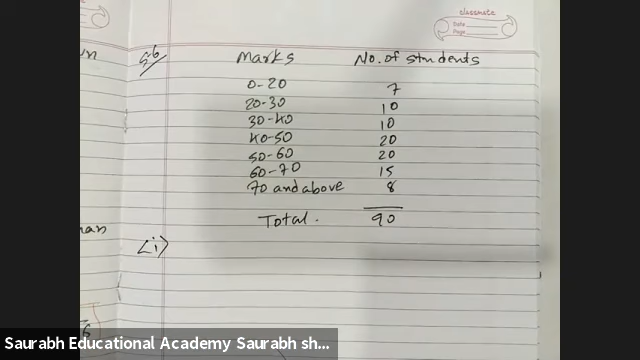 classmate
Date
Page
Marks No. of students
0-20 7
20-30 10
30-40 10
40-50 20
50-60 20
60-70 15
70 and above 8
Total. 90
<i>
Saurabh Educational Academy Saurabh sh...